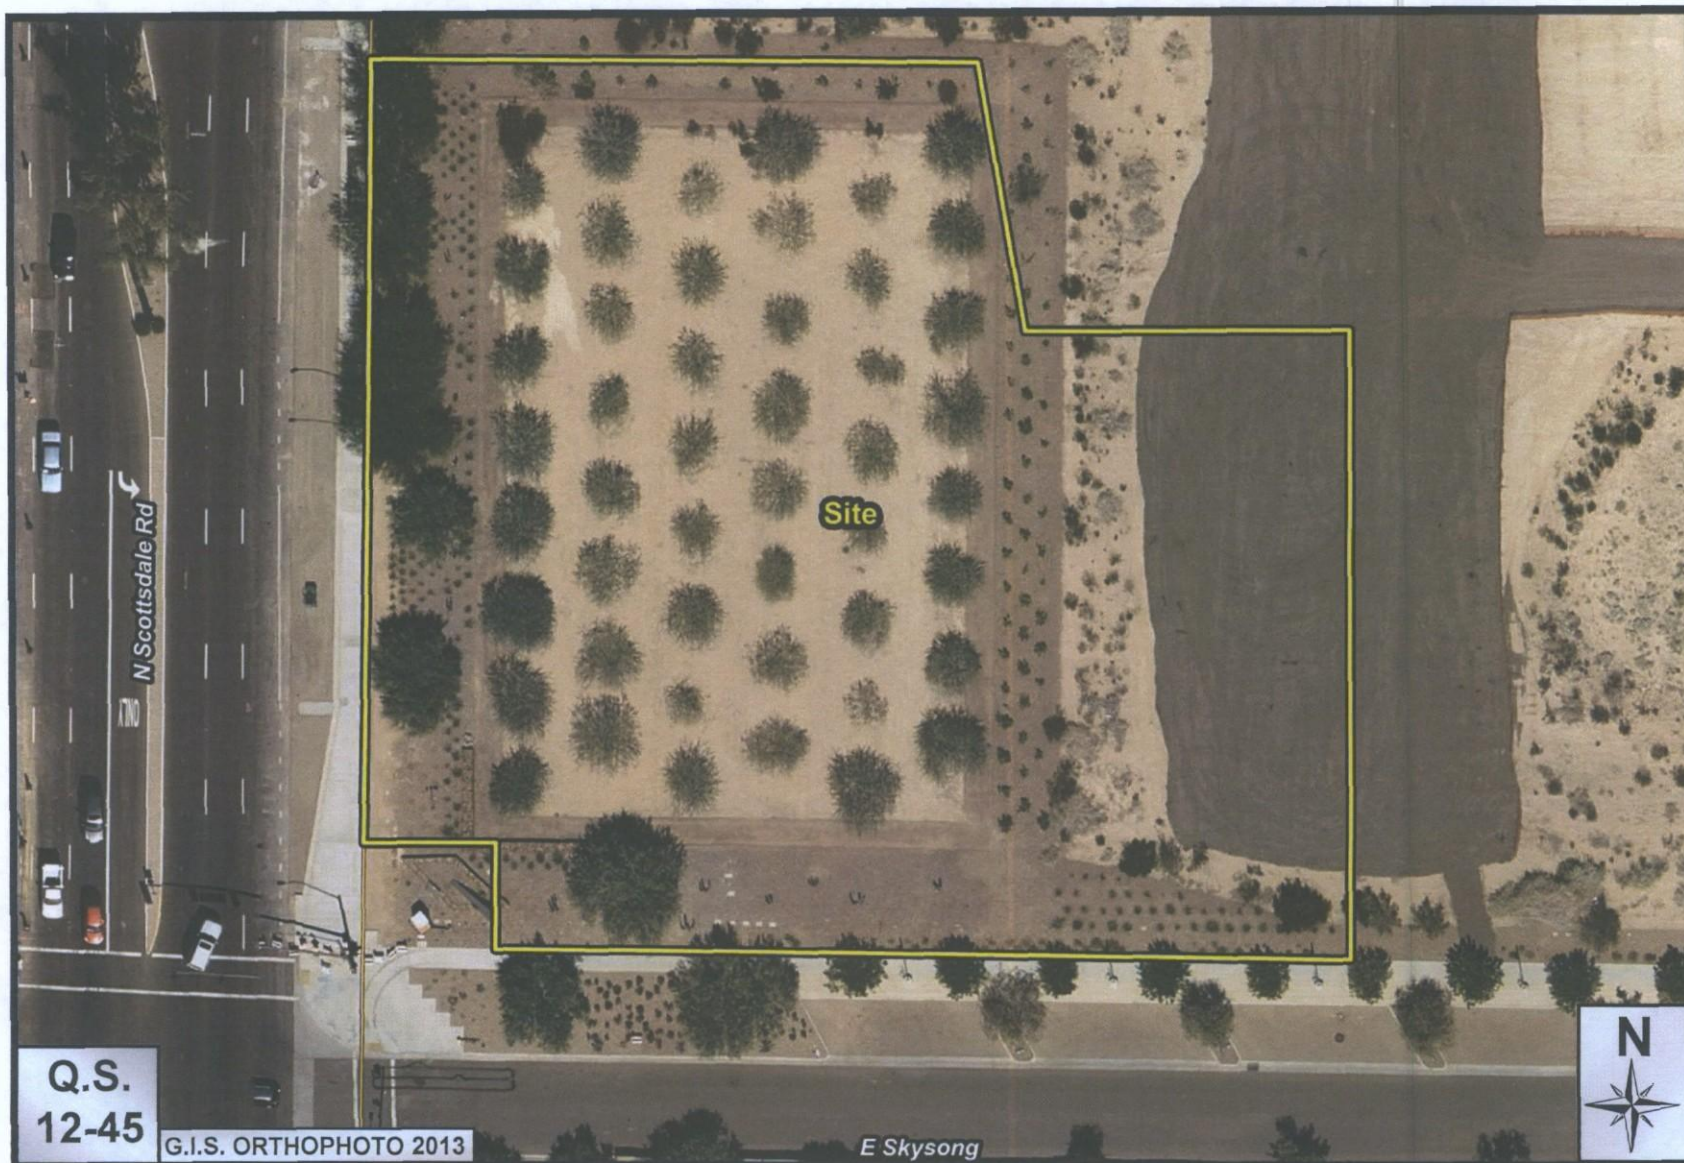 N Scottsdale Rd
ONLY
Site
Q.S.
12-45
G.I.S. ORTHOPHOTO 2013
E Skysong
N